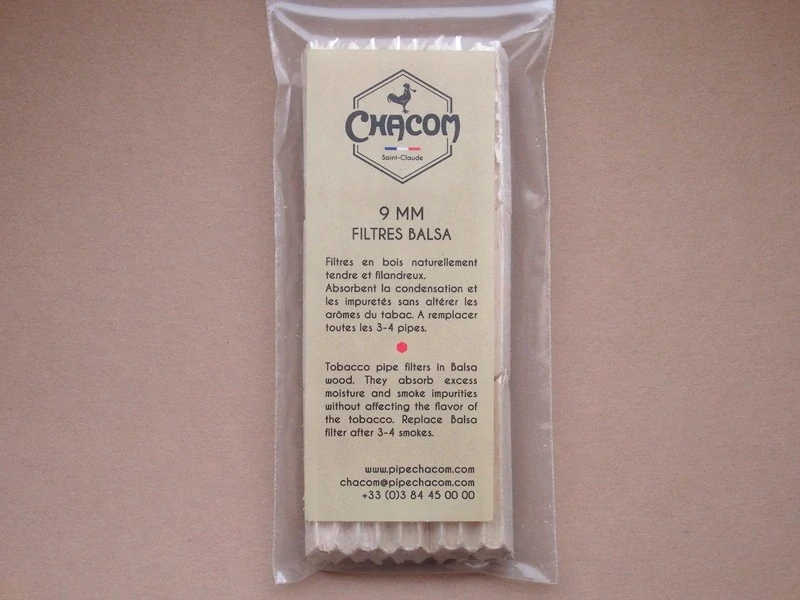 CHACOM
Saint-Claude
9 MM
FILTRES BALSA
Filtres en bois naturellement
tendre et filandreux.
Absorbent la condensation et
les impuretés sans altérer les
arômes du tabac. A remplacer
toutes les 3-4 pipes.
Tobacco pipe filters in Balsa
wood. They absorb excess
moisture and smoke impurities
without affecting the flavor of
the tobacco. Replace Balsa
filter after 3-4 smokes.
www.pipechacom.com
chacom@pipechacom.com
+33 (0)3 84 45 00 00